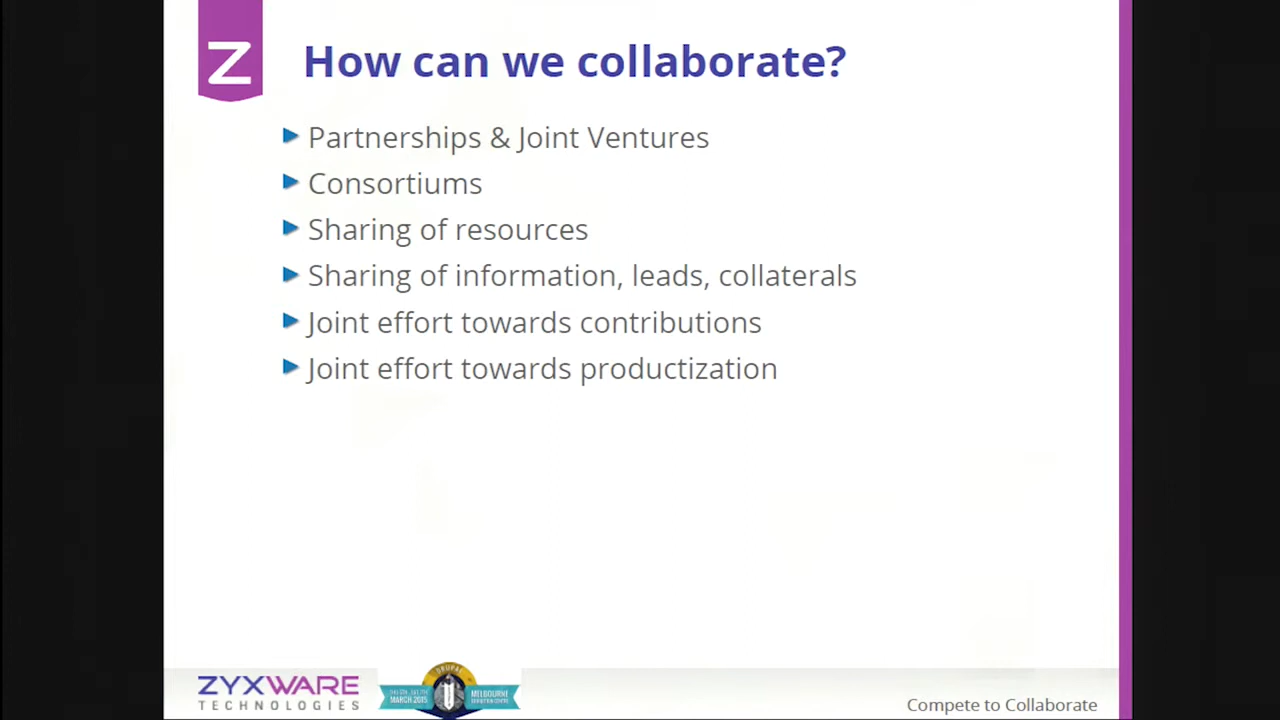 Z
How can we collaborate?
Partnerships & Joint Ventures
Consortiums
Sharing of resources
Sharing of information, leads, collaterals
Joint effort towards contributions
Joint effort towards productization
ZYXWARE
TECHNOLOGIES
DRUPAL
MARCH 2015
MELBOURNE
Compete to Collaborate